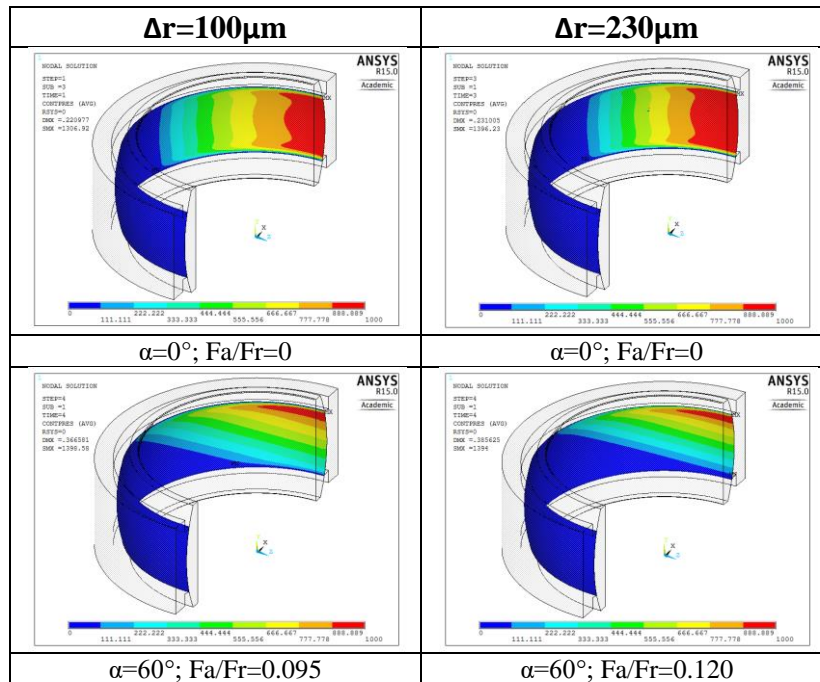 Δr=100μm
Δr=230μm
NODAL SOLUTION
STEP=1
SUB =3
TIME=1
CONTPRES (AVG)
RSYS=0
DMX =.220977
SMX =1306.92
ANSYS
R15.0
Academic
MX
X
Z
0 111.111 222.222 333.333 444.444 555.556 666.667 777.778 888.889 1000
NODAL SOLUTION
STEP=3
SUB =3
TIME=3
CONTPRES (AVG)
RSYS=0
DMX =.231005
SMX =1396.23
ANSYS
R15.0
Academic
MX
X
Z
0 111.111 222.222 333.333 444.444 555.556 666.667 777.778 888.889 1000
α=0°; Fa/Fr=0
α=0°; Fa/Fr=0
NODAL SOLUTION
STEP=4
SUB =1
TIME=4
CONTPRES (AVG)
RSYS=0
DMX =.366581
SMX =1398.58
ANSYS
R15.0
Academic
MX
X
Z
0 111.111 222.222 333.333 444.444 555.556 666.667 777.778 888.889 1000
NODAL SOLUTION
STEP=4
SUB =1
TIME=4
CONTPRES (AVG)
RSYS=0
DMX =.385625
SMX =1394
ANSYS
R15.0
Academic
MX
X
Z
0 111.111 222.222 333.333 444.444 555.556 666.667 777.778 888.889 1000
α=60°; Fa/Fr=0.095
α=60°; Fa/Fr=0.120